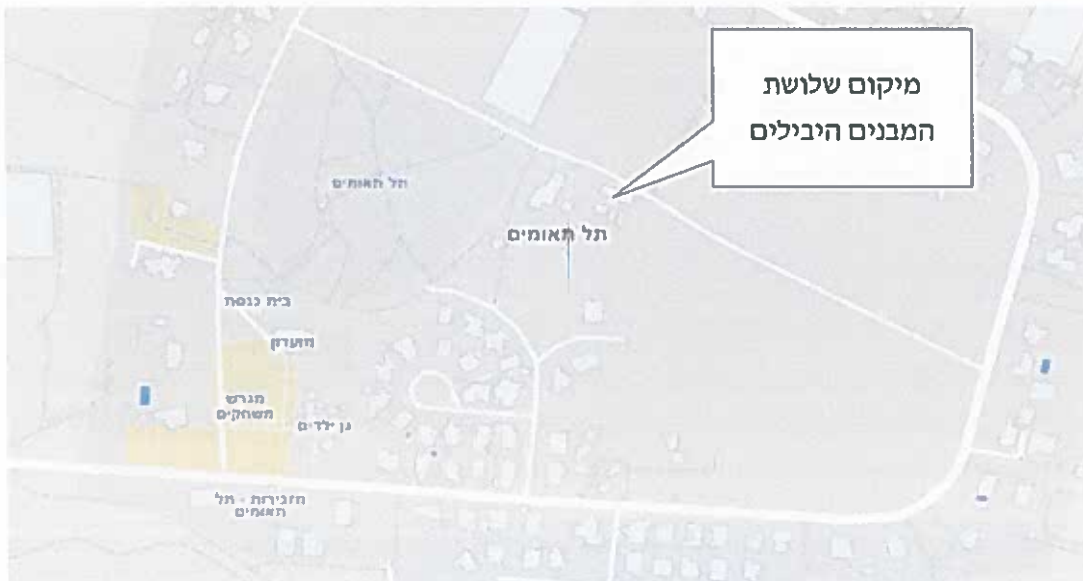 מיקום שלושת
המבנים היבילים
תל תאומים
תל תאומים
בית כנסת
מועדון
מגרש
משחקים
גן ילדים
מזכירות - תל
תאומים